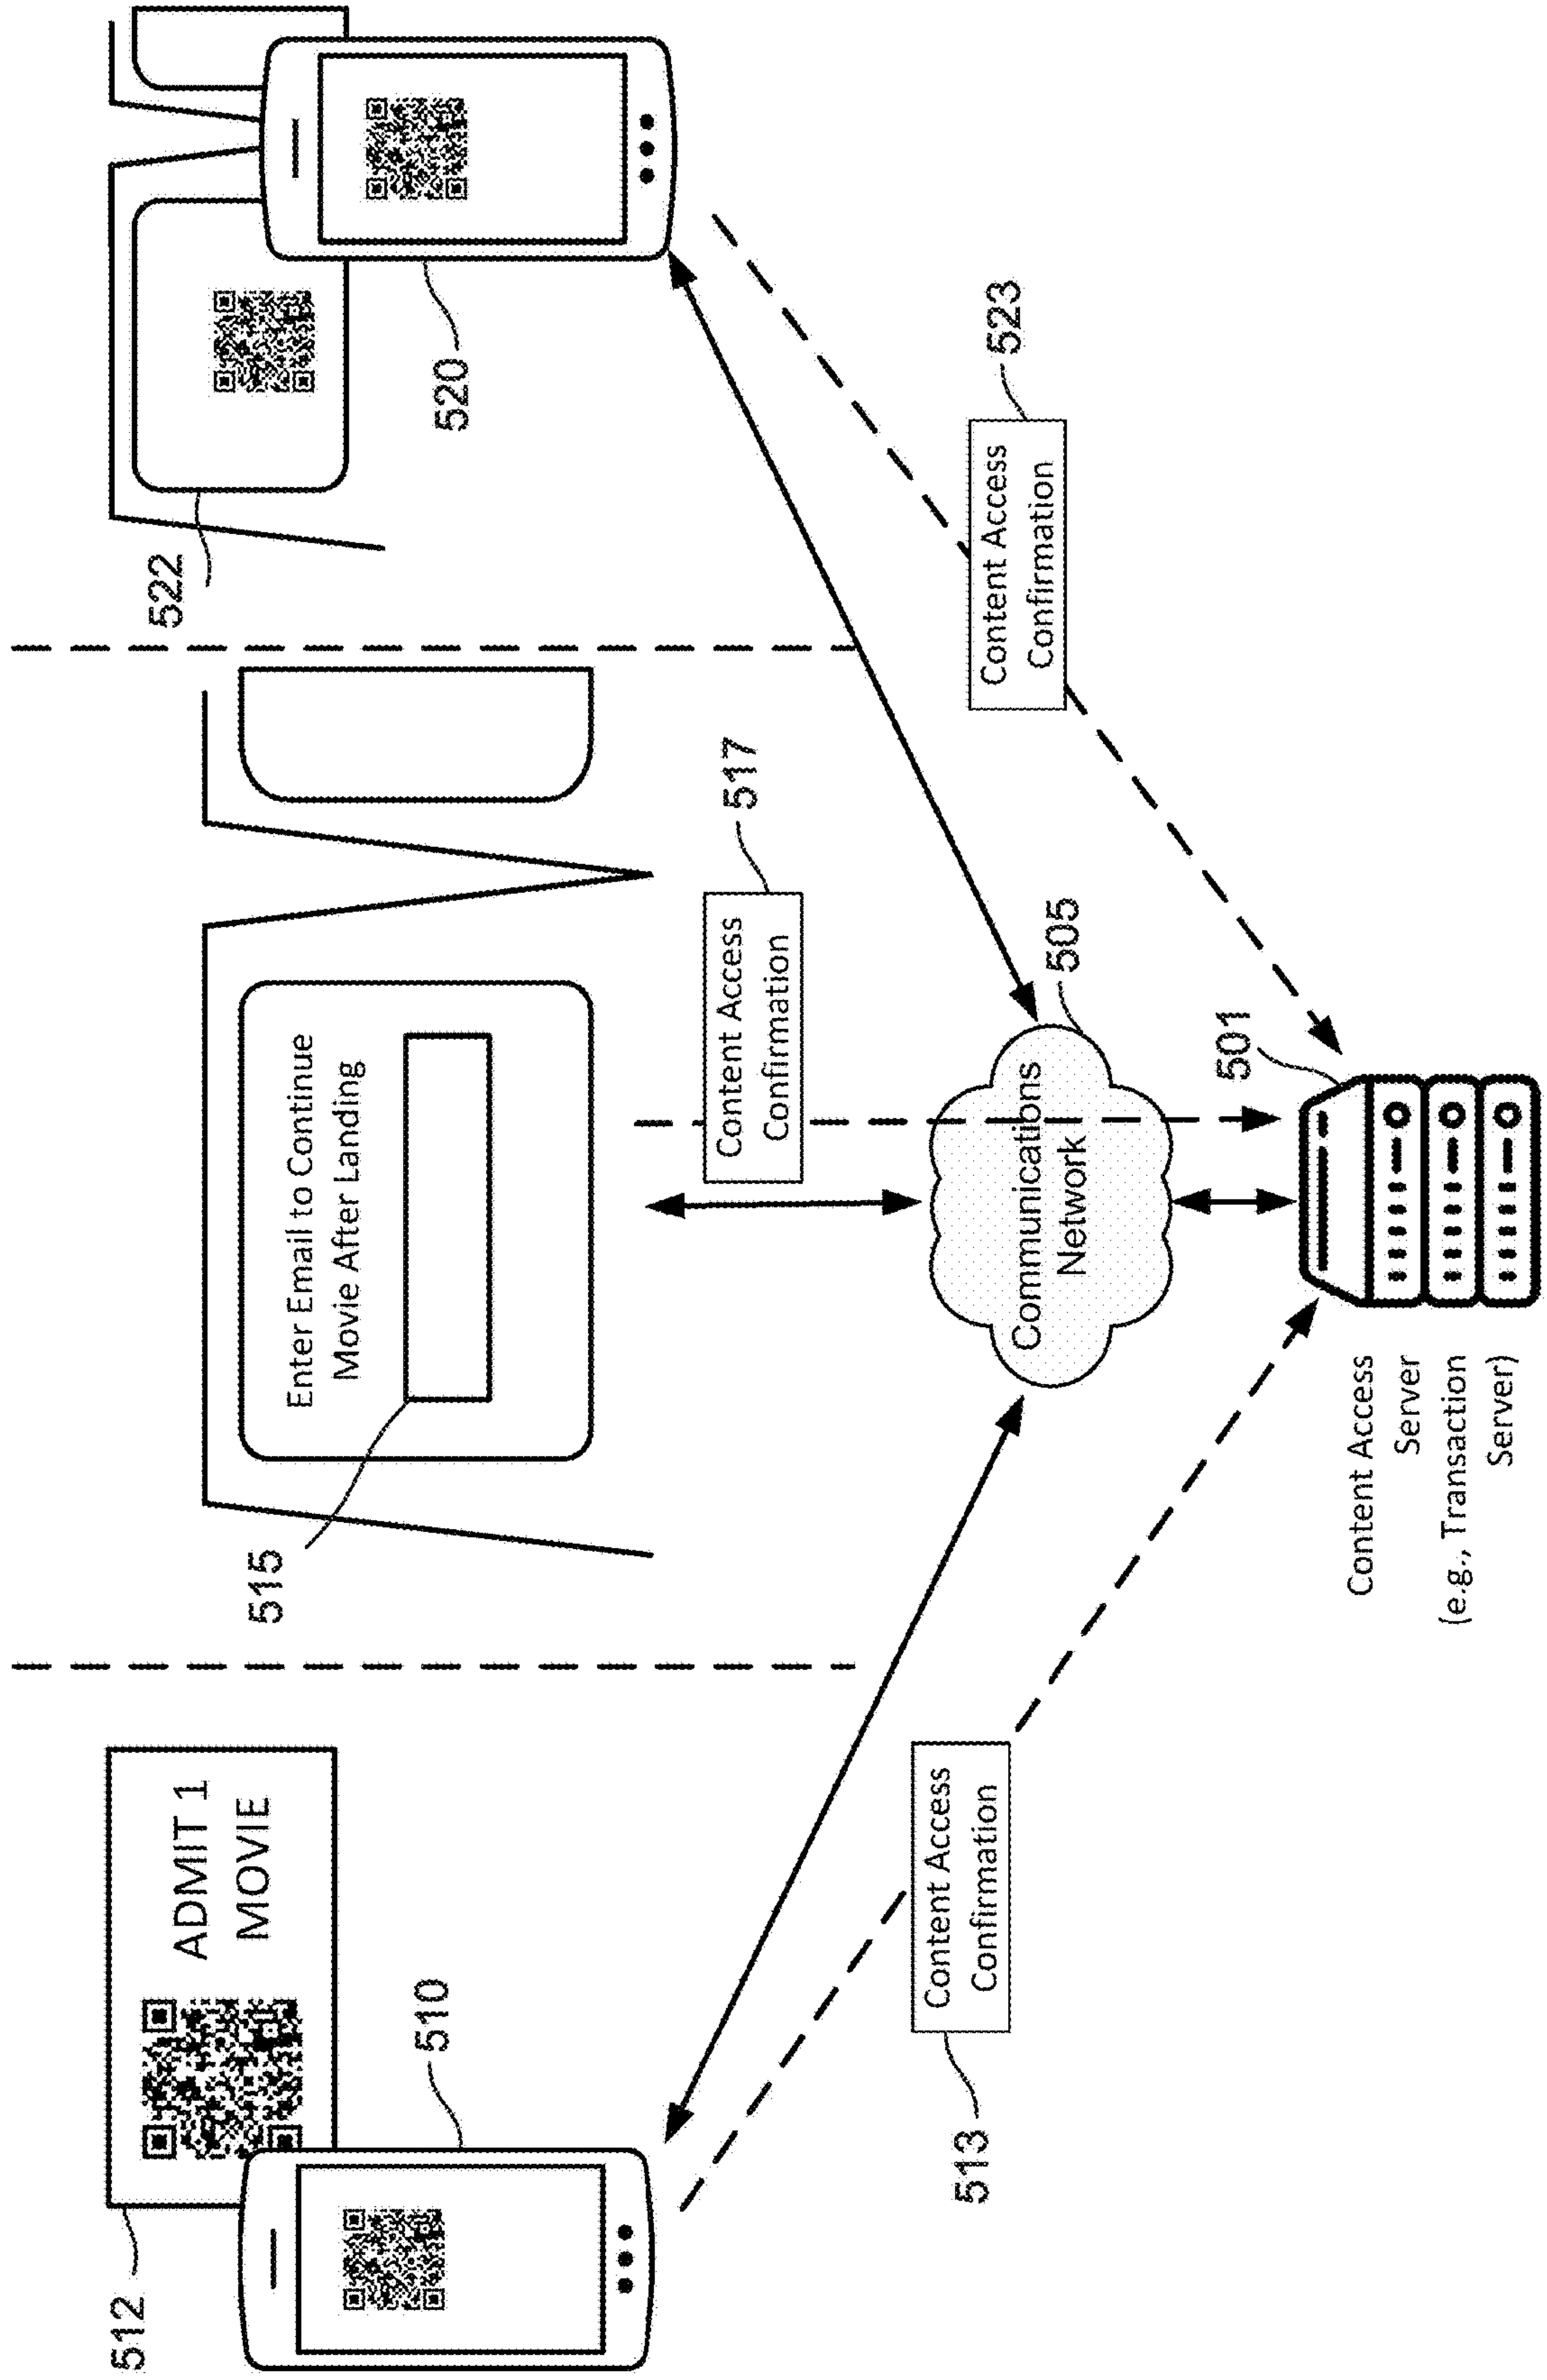 512
ADMIT 1
MOVIE
510
513
Content Access
Confirmation
515
Enter Email to Continue
Movie After Landing
517
Content Access
Confirmation
522
520
523
Content Access
Confirmation
505
Communications
Network
501
Content Access
Server
(e.g., Transaction
Server)